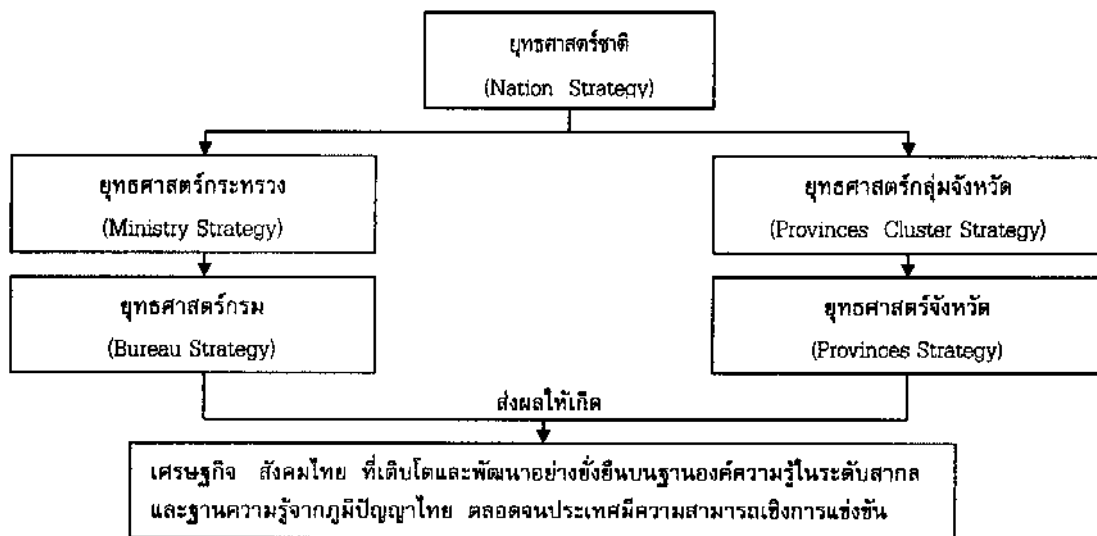 ยุทธศาสตร์ชาติ
(Nation Strategy)
ยุทธศาสตร์กระทรวง
(Ministry Strategy)
ยุทธศาสตร์กลุ่มจังหวัด
(Provinces Cluster Strategy)
ยุทธศาสตร์กรม
(Bureau Strategy)
ยุทธศาสตร์จังหวัด
(Provinces Strategy)
ส่งผลให้เกิด
เศรษฐกิจ สังคมไทย ที่เติบโตและพัฒนาอย่างยั่งยืนบนฐานองค์ความรู้ในระดับสากล
และฐานความรู้จากภูมิปัญญาไทย ตลอดจนประเทศมีความสามารถเชิงการแข่งขัน